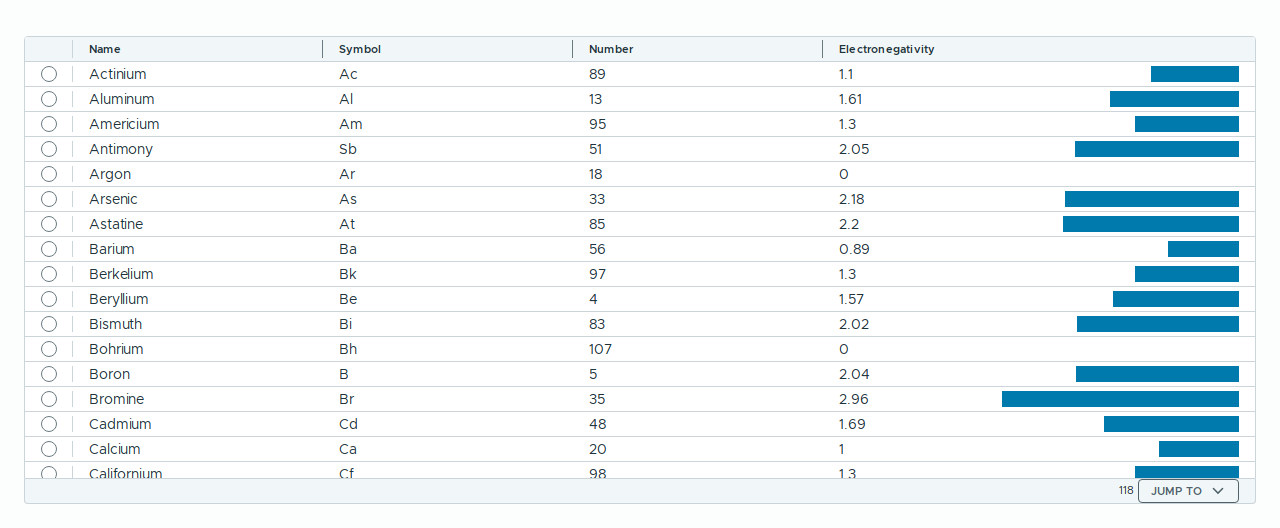 Name Symbol Number Electronegativity
Actinium Ac 89 1.1
Aluminum Al 13 1.61
Americium Am 95 1.3
Antimony Sb 51 2.05
Argon Ar 18 0
Arsenic As 33 2.18
Astatine At 85 2.2
Barium Ba 56 0.89
Berkelium Bk 97 1.3
Beryllium Be 4 1.57
Bismuth Bi 83 2.02
Bohrium Bh 107 0
Boron B 5 2.04
Bromine Br 35 2.96
Cadmium Cd 48 1.69
Calcium Ca 20 1
Californium Cf 98 1.3
118 JUMP TO